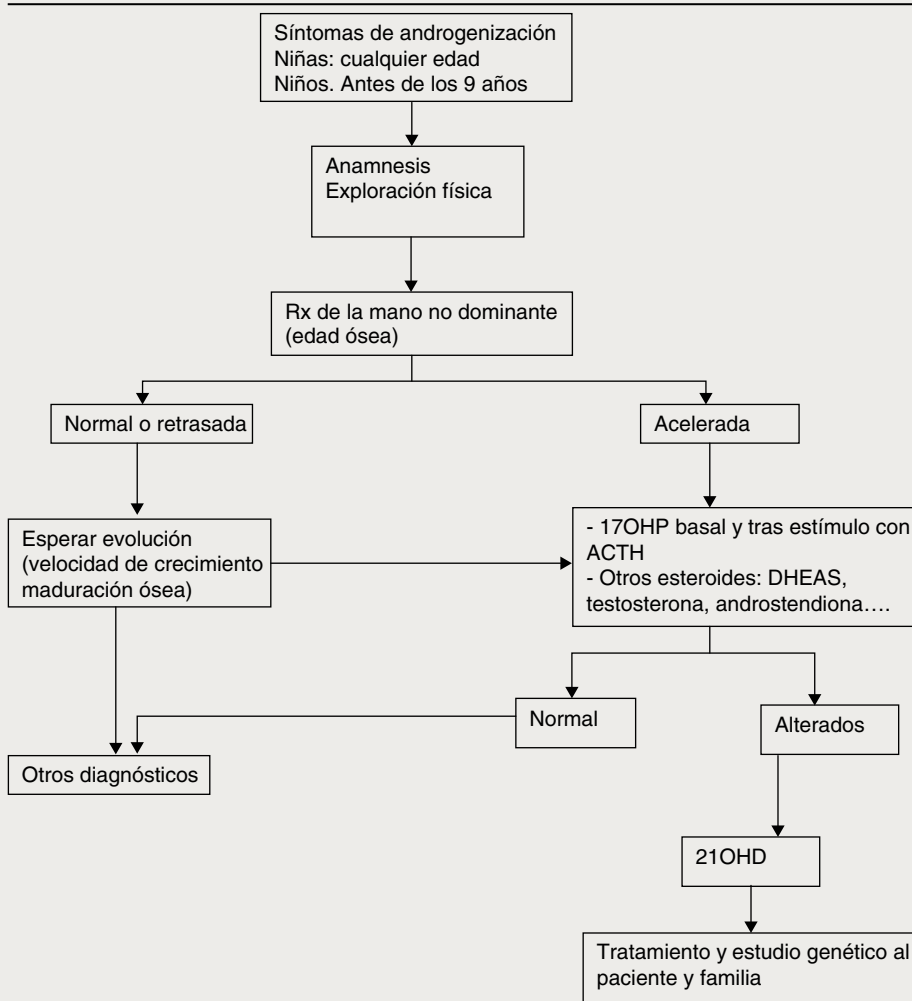 Síntomas de androgenización
Niñas: cualquier edad
Niños. Antes de los 9 años
Anamnesis
Exploración física
Rx de la mano no dominante
(edad ósea)
Normal o retrasada
Acelerada
Esperar evolución
(velocidad de crecimiento
maduración ósea)
- 17OHP basal y tras estímulo con
ACTH
- Otros esteroides: DHEAS,
testosterona, androstendiona….
Normal
Alterados
Otros diagnósticos
21OHD
Tratamiento y estudio genético al
paciente y familia